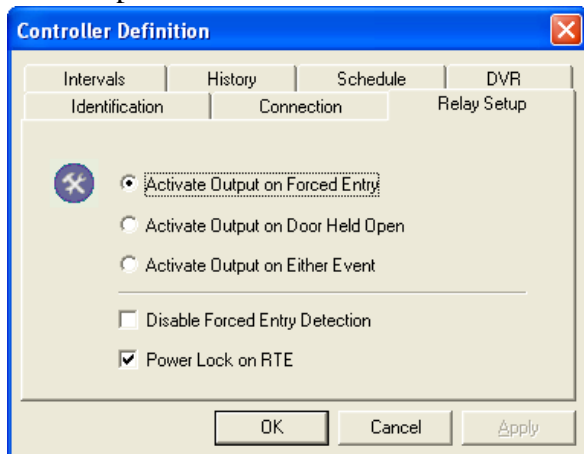 Controller Definition
Intervals History Schedule DVR
Identification Connection Relay Setup
Activate Output on Forced Entry
Activate Output on Door Held Open
Activate Output on Either Event
Disable Forced Entry Detection
Power Lock on RTE
OK Cancel Apply